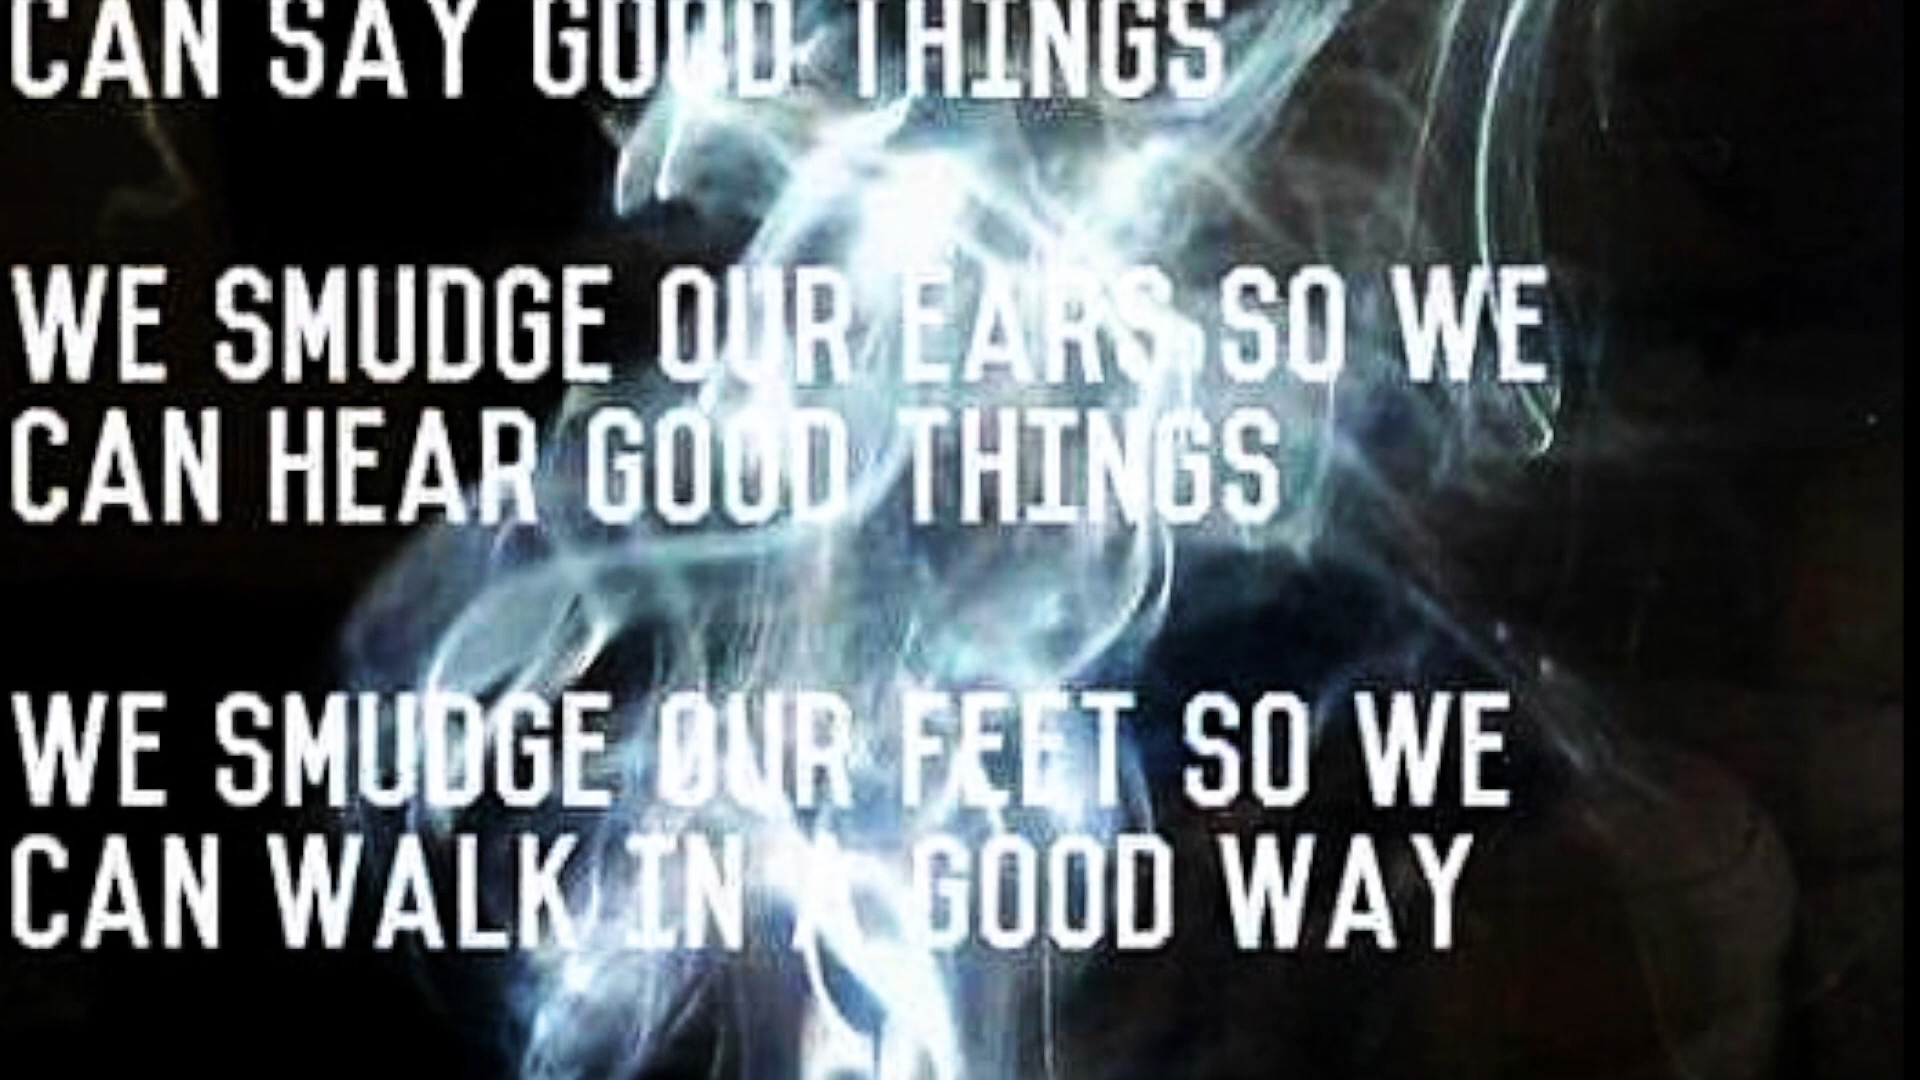 CAN SAY GOOD THINGS
WE SMUDGE OUR EARS SO WE
CAN HEAR GOOD THINGS
WE SMUDGE OUR FEET SO WE
CAN WALK IN A GOOD WAY